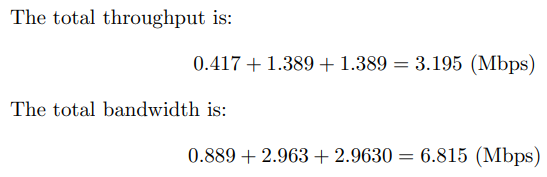 The total throughput is:
0.417 + 1.389 + 1.389 = 3.195 (Mbps)
The total bandwidth is:
0.889 + 2.963 + 2.9630 = 6.815 (Mbps)